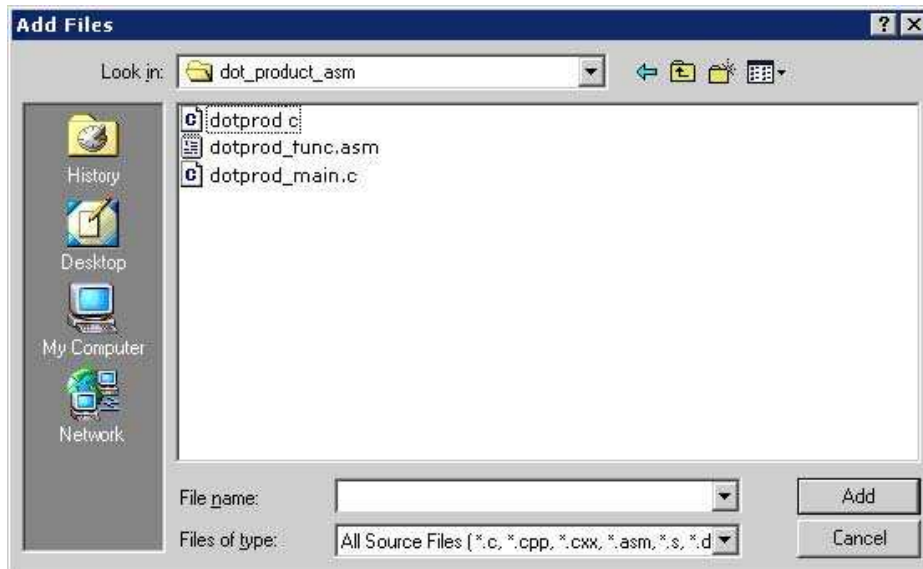 Add Files
Look in: dot_product_asm
dotprod c
dotprod_func.asm
dotprod_main.c
History
Desktop
My Computer
Network
File name: Add
Files of type: All Source Files (*.c, *.cpp, *.cxx, *.asm, *.s, *.d Cancel